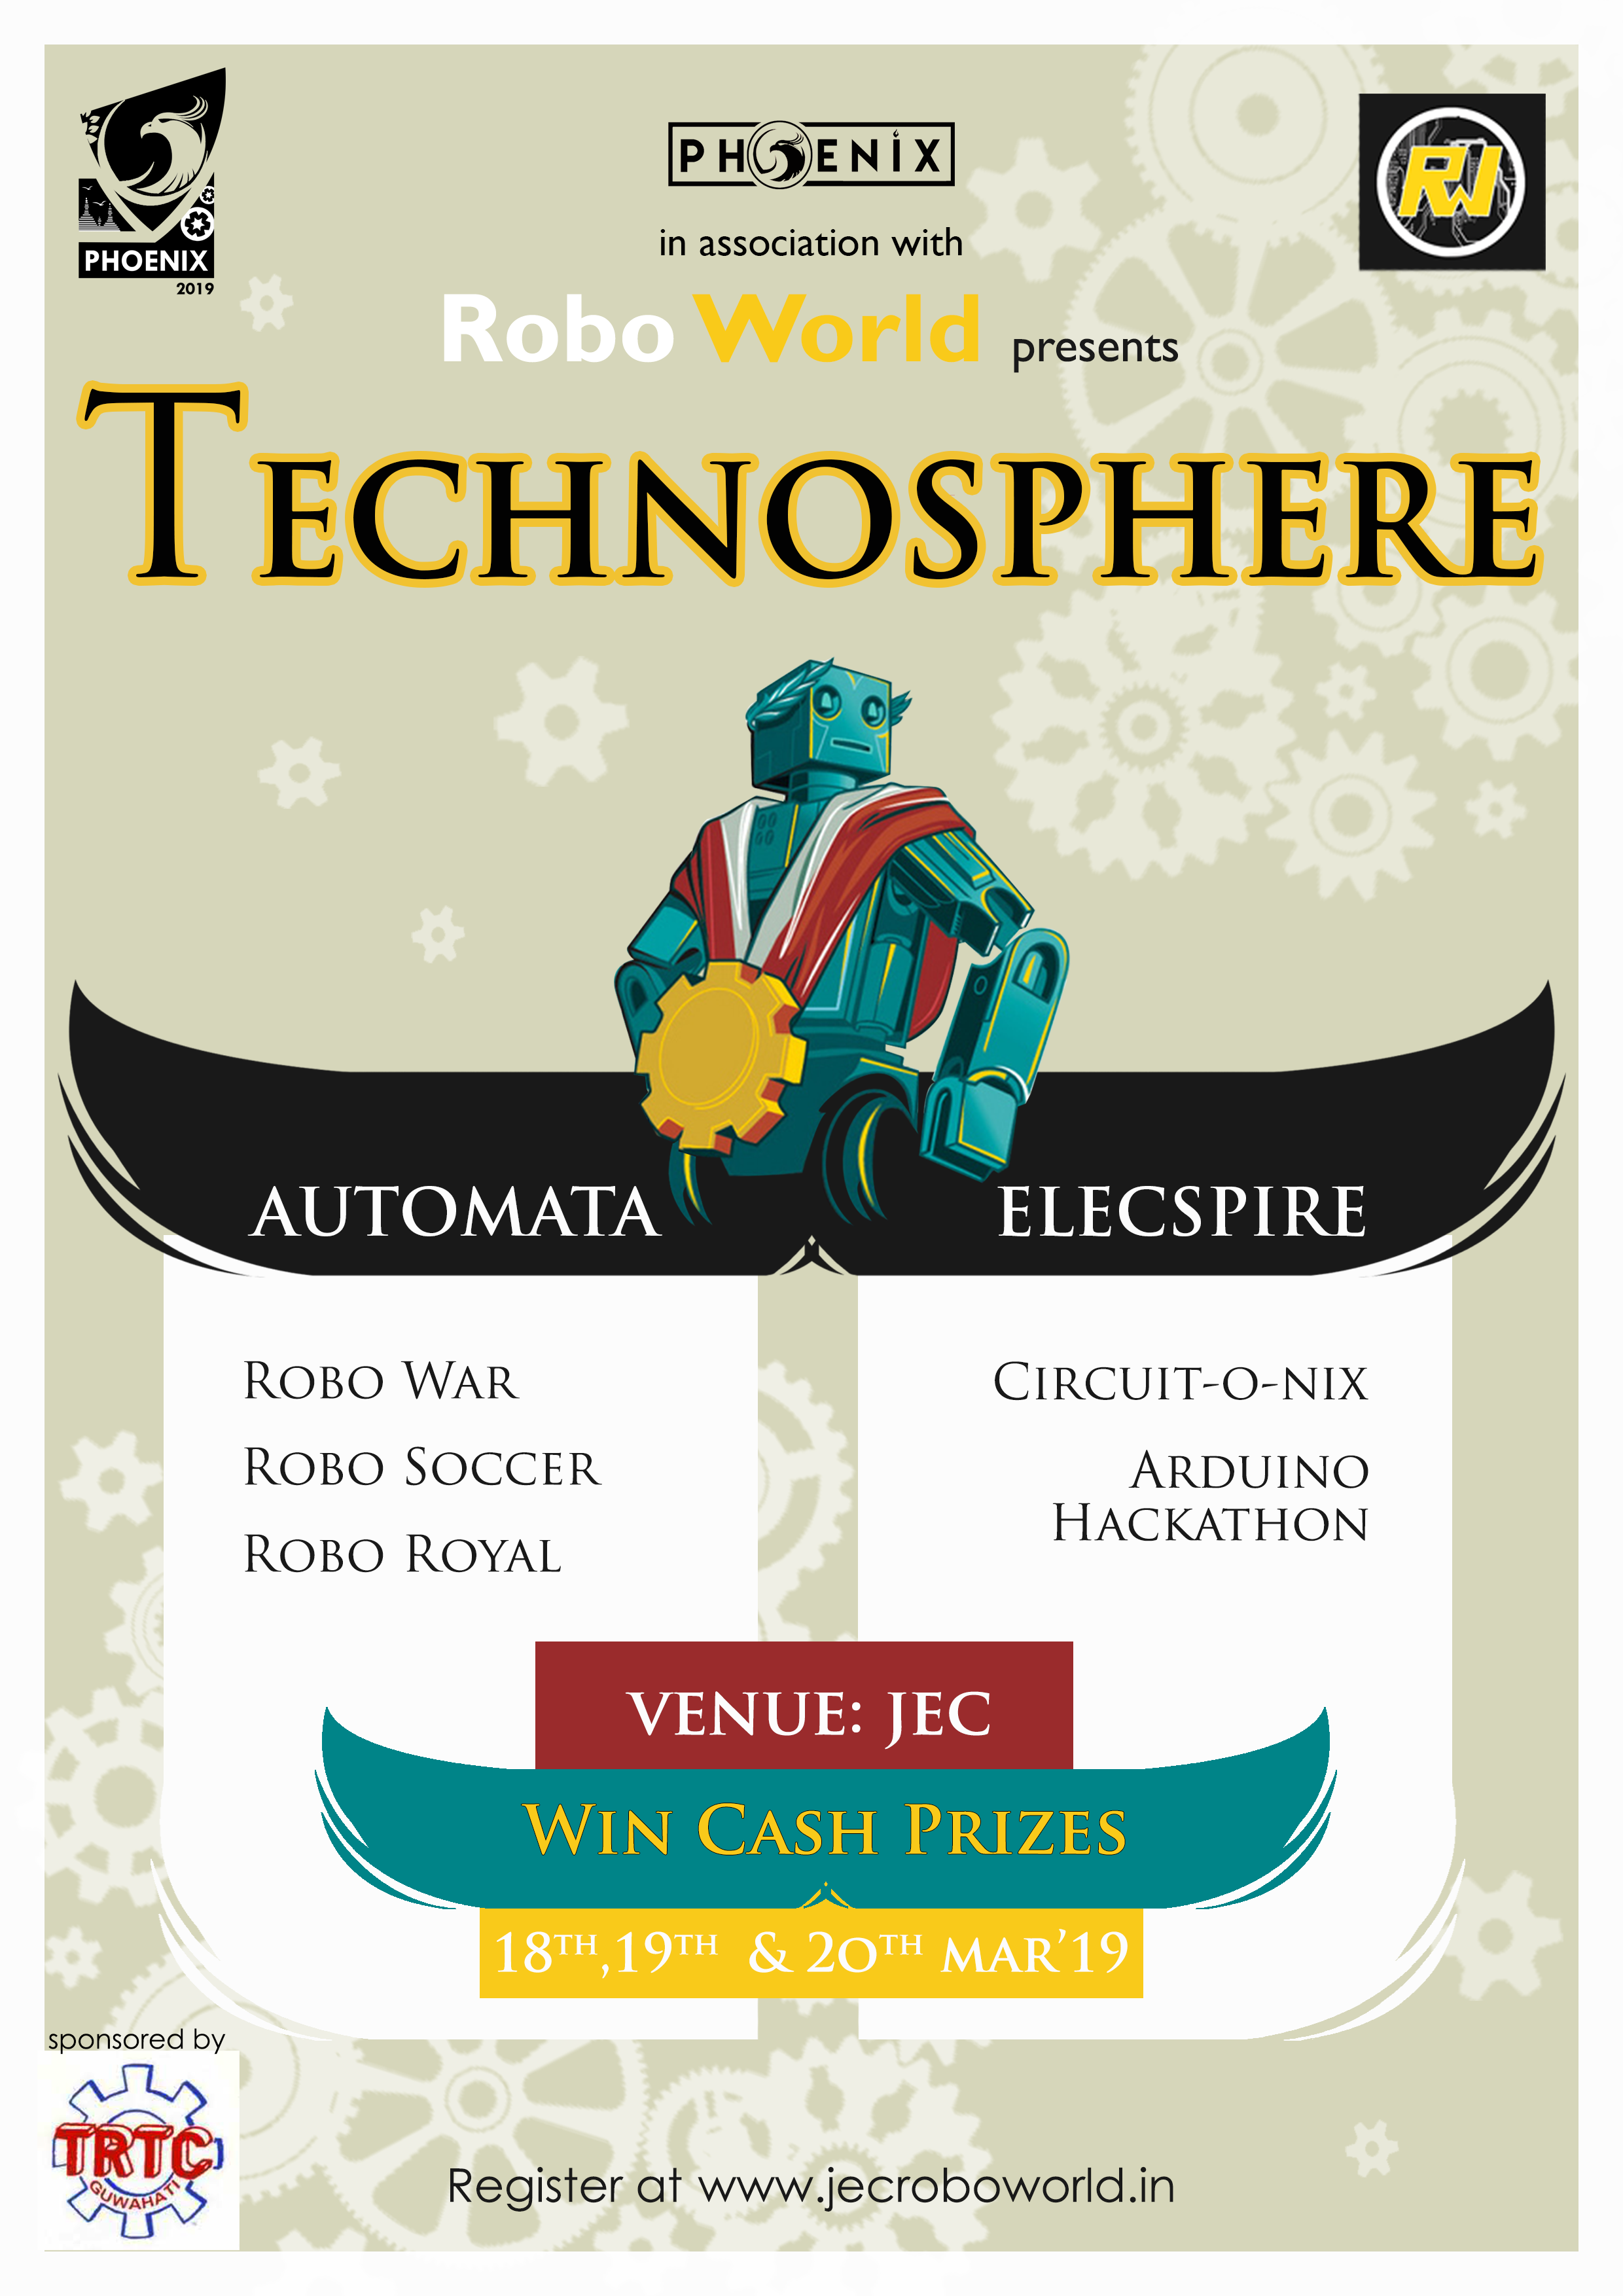 PHOENIX
2019
PHOENIX
RW
in association with
Robo World presents
TECHNOSPHERE
AUTOMATA
ELECSPIRE
ROBO WAR
ROBO SOCCER
ROBO ROYAL
CIRCUIT-O-NIX
ARDUINO
HACKATHON
VENUE: JEC
WIN CASH PRIZES
18TH,19TH & 20TH MAR'19
sponsored by
TRTC
GUWAHATI
Register at www.jecroboworld.in